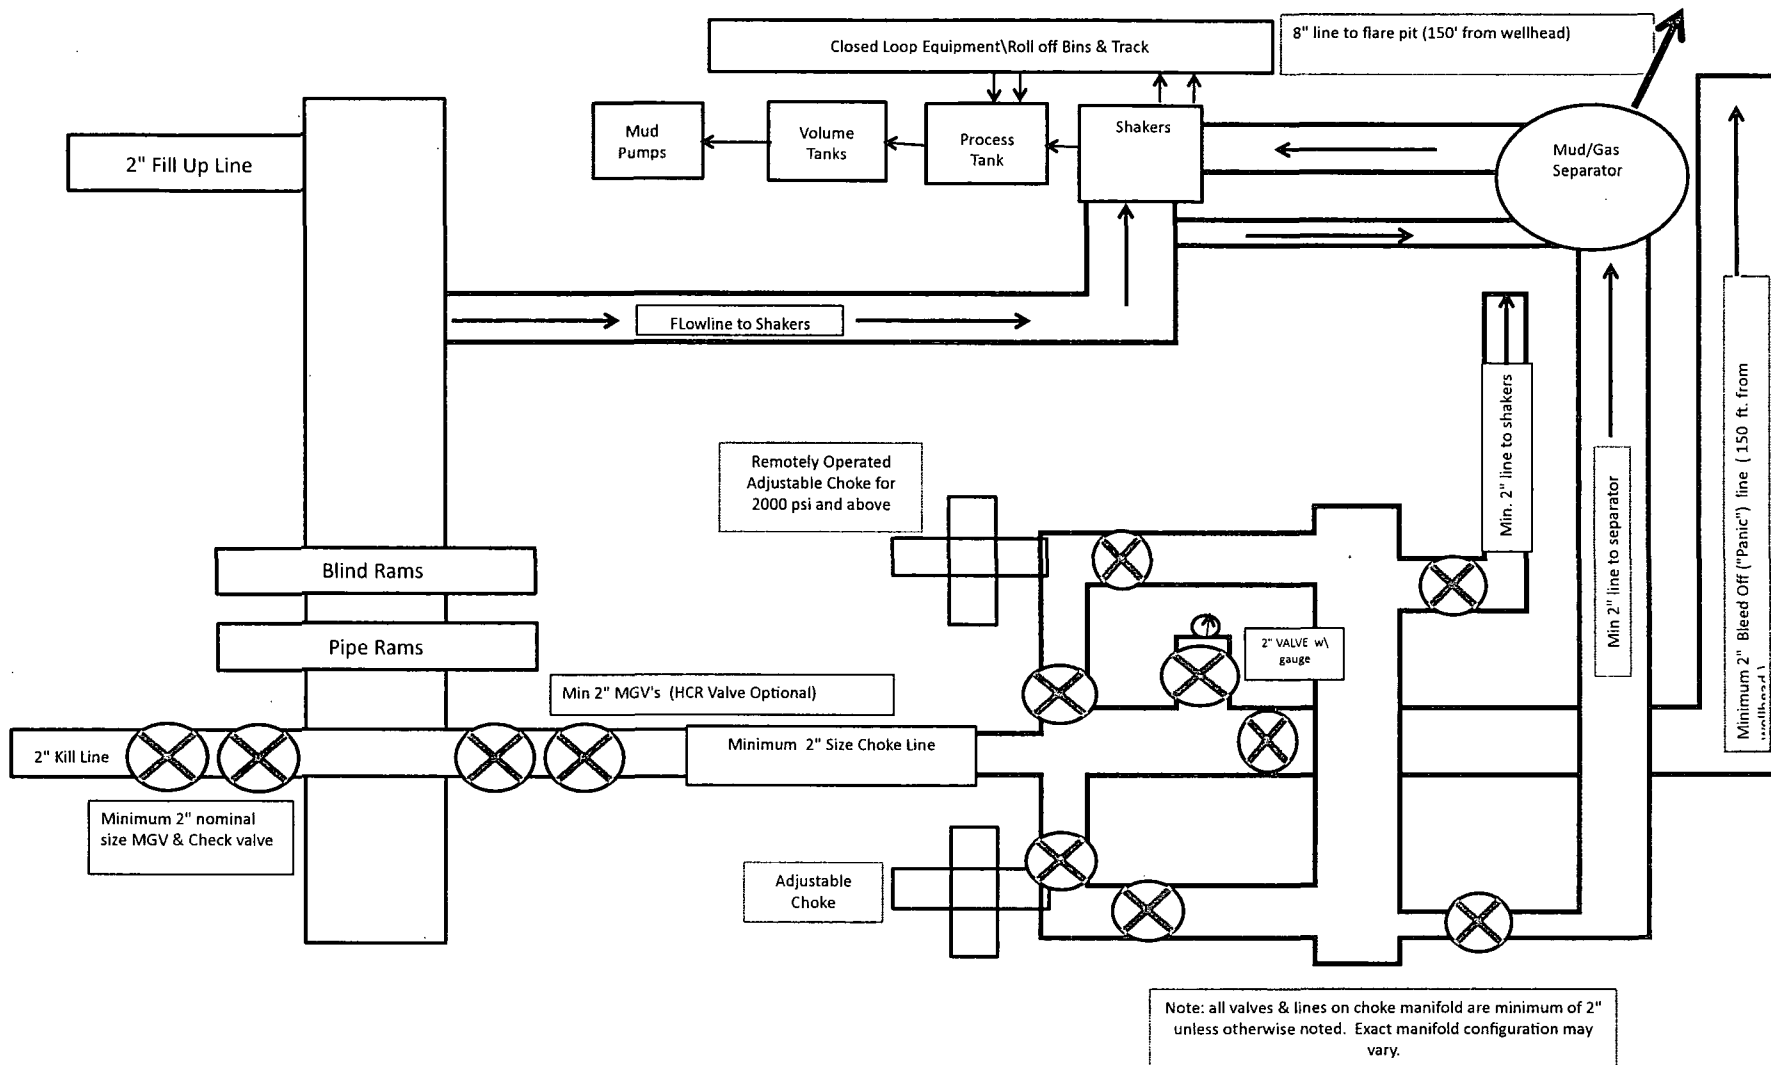 Closed Loop Equipment\Roll off Bins & Track
8" line to flare pit (150' from wellhead)
2" Fill Up Line
Mud
Pumps
Volume
Tanks
Process
Tank
Shakers
Mud/Gas
Separator
FLowline to Shakers
Remotely Operated
Adjustable Choke for
2000 psi and above
Min. 2" line to shakers
Min 2" line to separator
Minimum 2" Bleed Off ("Panic") line ( 150 ft. from
wellhead )
Blind Rams
Pipe Rams
2" VALVE w\
gauge
Min 2" MGV's (HCR Valve Optional)
2" Kill Line
Minimum 2" Size Choke Line
Minimum 2" nominal
size MGV & Check valve
Adjustable
Choke
Note: all valves & lines on choke manifold are minimum of 2"
unless otherwise noted. Exact manifold configuration may
vary.